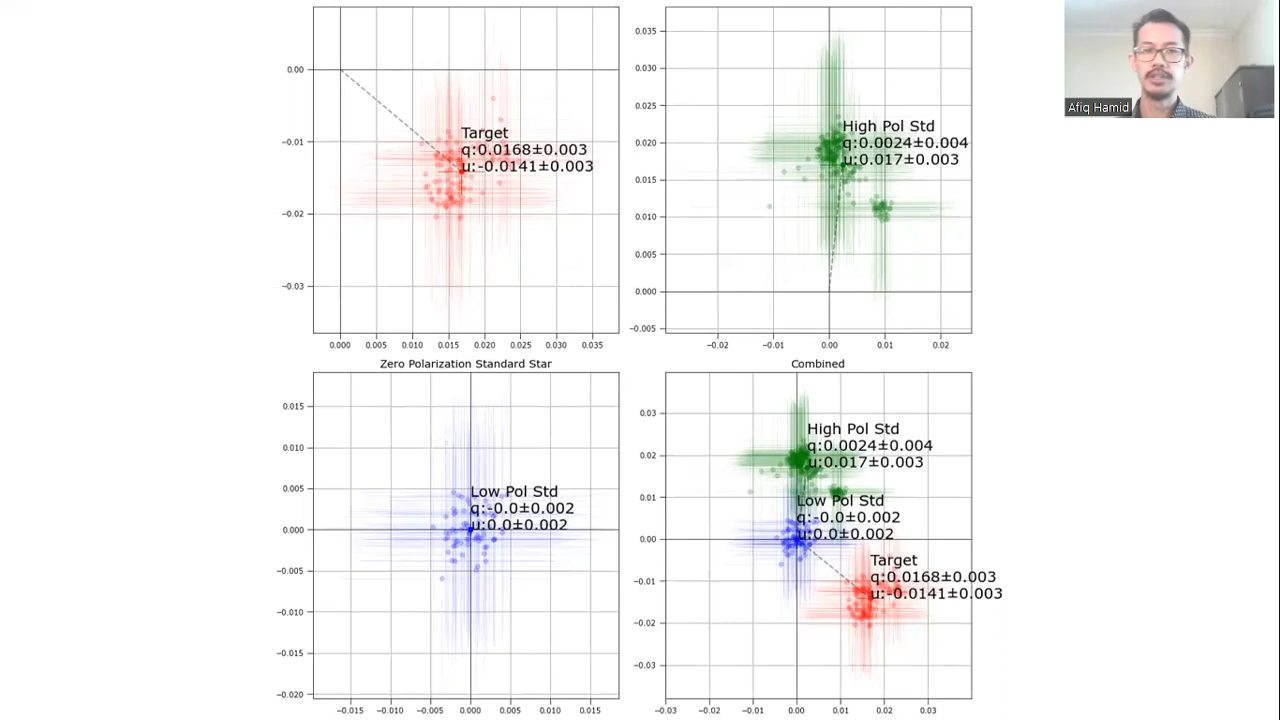 0.00
−0.01
−0.02
−0.03
Target
q:0.0168±0.003
u:-0.0141±0.003
0.000 0.005 0.010 0.015 0.020 0.025 0.030 0.035
0.035
0.030
0.025
0.020
0.015
0.010
0.005
0.000
−0.005
High Pol Std
q:0.0024±0.004
u:0.017±0.003
−0.02 −0.01 0.00 0.01 0.02
Afiq Hamid
Zero Polarization Standard Star
0.015
0.010
0.005
0.000
−0.005
−0.010
−0.015
−0.020
Low Pol Std
q:-0.0±0.002
u:0.0±0.002
−0.015 −0.010 −0.005 0.000 0.005 0.010 0.015
Combined
0.03
0.02
0.01
0.00
−0.01
−0.02
−0.03
High Pol Std
q:0.0024±0.004
u:0.017±0.003
Low Pol Std
q:-0.0±0.002
u:0.0±0.002
Target
q:0.0168±0.003
u:-0.0141±0.003
−0.03 −0.02 −0.01 0.00 0.01 0.02 0.03